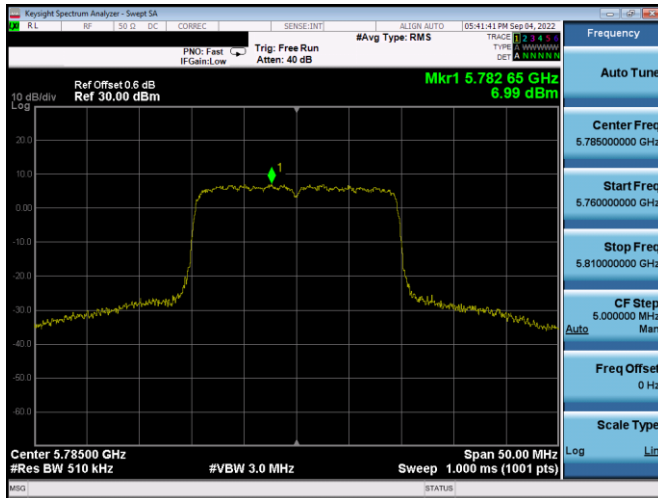 Keysight Spectrum Analyzer - Swept SA
RL RF 50 Ω DC CORREC SENSE:INT ALIGN AUTO 05:41:41 PM Sep 04, 2022
#Avg Type: RMS
TRACE 1 2 3 4 5 6
PNO: Fast Trig: Free Run TYPE A WWWWW
IFGain:Low Atten: 40 dB DET A N N N N N
Ref Offset 0.6 dB Mkr1 5.782 65 GHz
10 dB/div Ref 30.00 dBm 6.99 dBm
Log
20.0
10.0
0.00
-10.0
-20.0
-30.0
-40.0
-50.0
-60.0
1
Center 5.78500 GHz Span 50.00 MHz
#Res BW 510 kHz #VBW 3.0 MHz Sweep 1.000 ms (1001 pts)
MSG STATUS
Frequency
Auto Tune
Center Freq
5.785000000 GHz
Start Freq
5.760000000 GHz
Stop Freq
5.810000000 GHz
CF Step
5.000000 MHz
Auto Man
Freq Offset
0 Hz
Scale Type
Log Lin